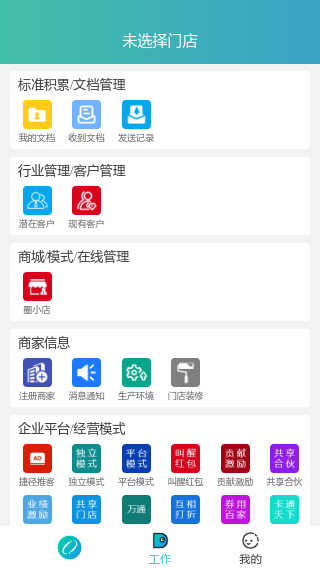 未选择门店
标准积累/文档管理
我的文档 收到文档 发送记录
行业管理/客户管理
潜在客户 现有客户
商城/模式/在线管理
圈小店
商家信息
注册商家 消息通知 生产环境 门店装修
企业平台/经营模式
AD 独立模式 平台模式 叫醒红包 贡献激励 共享合伙
捷径推客 独立模式 平台模式 叫醒红包 贡献激励 共享合伙
业绩激励 共享门店 万通 互相打折 券用百家 卡通天下
工作 我的